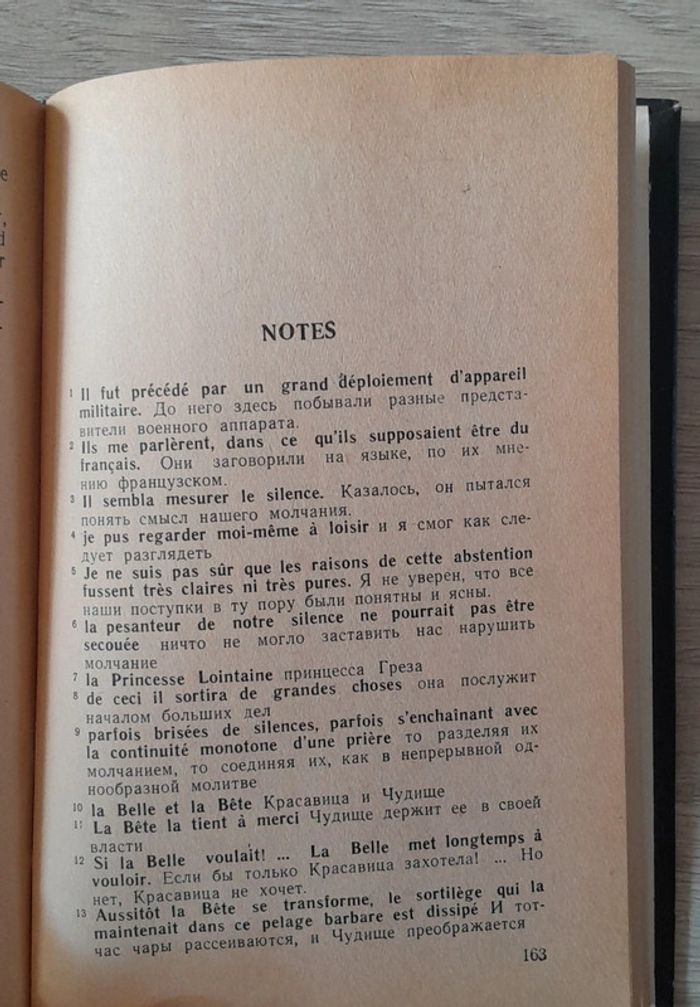 NOTES
1 Il fut précédé par un grand déploiement d'appareil
militaire. До него здесь побывали разные предста-
вители военного аппарата.
2 Ils me parlèrent, dans ce qu'ils supposaient être du
français. Они заговорили на языке, по их мне-
нию французском.
3 Il sembla mesurer le silence. Казалось, он пытался
понять смысл нашего молчания.
4 je pus regarder moi-même à loisir и я смог как сле-
дует разглядеть
5 Je ne suis pas sûr que les raisons de cette abstention
fussent très claires ni très pures. Я не уверен, что все
наши поступки в ту пору были понятны и ясны.
6 la pesanteur de notre silence ne pourrait pas être
secouée ничто не могло заставить нас нарушить
молчание
7 la Princesse Lointaine принцесса Греза
8 de ceci il sortira de grandes choses она послужит
началом больших дел
9 parfois brisées de silences, parfois s'enchaînant avec
la continuité monotone d'une prière то разделяя их
молчанием, то соединяя их, как в непрерывной од-
нообразной молитве
10 la Belle et la Bête Красавица и Чудище
11 La Bête la tient à merci Чудище держит ее в своей
власти
12 Si la Belle voulait! ... La Belle met longtemps à
vouloir. Если бы только Красавица захотела! ... Но
нет, Красавица не хочет.
13 Aussitôt la Bête se transforme, le sortilège qui la
maintenait dans ce pelage barbare est dissipé И тот-
час чары рассеиваются, и Чудище преображается
163